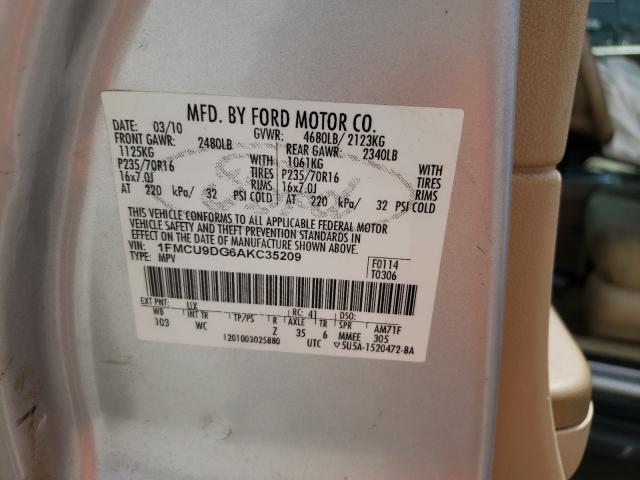 MFD. BY FORD MOTOR CO.
DATE: 03/10 GVWR: 4680LB/ 2123KG
FRONT GAWR: 2480LB REAR GAWR: 2340LB
1125KG WITH 1061KG WITH
P235/70R16 TIRES P235/70R16 TIRES
16x7.0J RIMS 16x7.0J RIMS
AT 220 kPa/ 32 PSI COLD AT 220 kPa/ 32 PSI COLD
THIS VEHICLE CONFORMS TO ALL APPLICABLE FEDERAL MOTOR
VEHICLE SAFETY AND THEFT PREVENTION STANDARDS IN
EFFECT ON THE DATE OF MANUFACTURE SHOWN ABOVE.
VIN: 1FMCU9DG6AKC35209 F0114
TYPE: MPV T0306
EXT PNT: UX RC: 41 DSO:
WB INT TR TP/PS R AXLE TR SPR AM71F
103 WC Z 35 6 MMEE 305
1201003025880 UTC ▽5U5A-1520472-BA
Ford